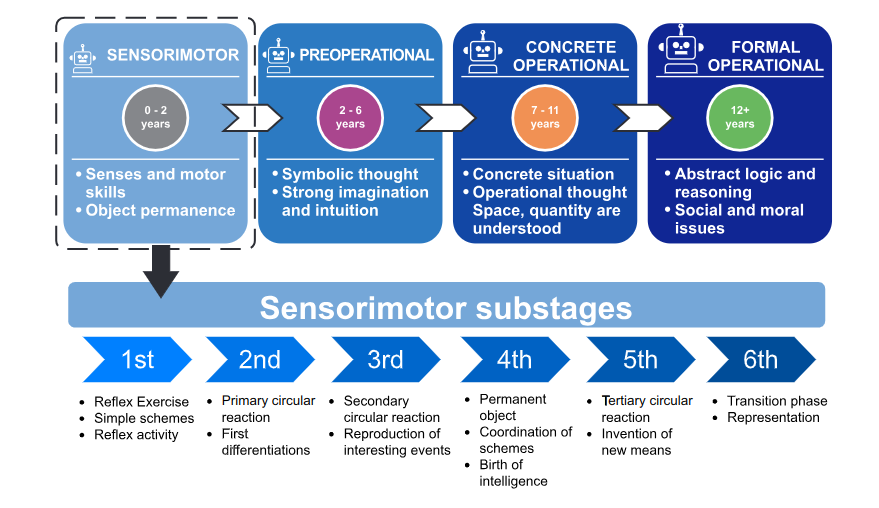 SENSORIMOTOR
0 - 2
years
• Senses and motor
skills
• Object permanence
PREOPERATIONAL
2 - 6
years
• Symbolic thought
• Strong imagination
and intuition
CONCRETE
OPERATIONAL
7 - 11
years
• Concrete situation
• Operational thought
Space, quantity are
understood
FORMAL
OPERATIONAL
12+
years
• Abstract logic and
reasoning
• Social and moral
issues
Sensorimotor substages
1st
• Reflex Exercise
• Simple schemes
• Reflex activity
2nd
• Primary circular
reaction
• First
differentiations
3rd
• Secondary
circular reaction
• Reproduction of
interesting events
4th
• Permanent
object
• Coordination of
schemes
• Birth of
intelligence
5th
• Tertiary circular
reaction
• Invention of
new means
6th
• Transition phase
• Representation